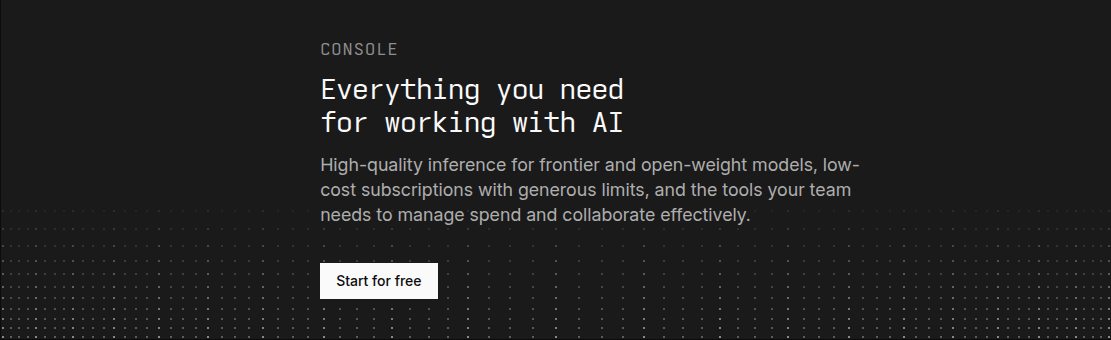 CONSOLE
Everything you need
for working with AI
High-quality inference for frontier and open-weight models, low-
cost subscriptions with generous limits, and the tools your team
needs to manage spend and collaborate effectively.
Start for free